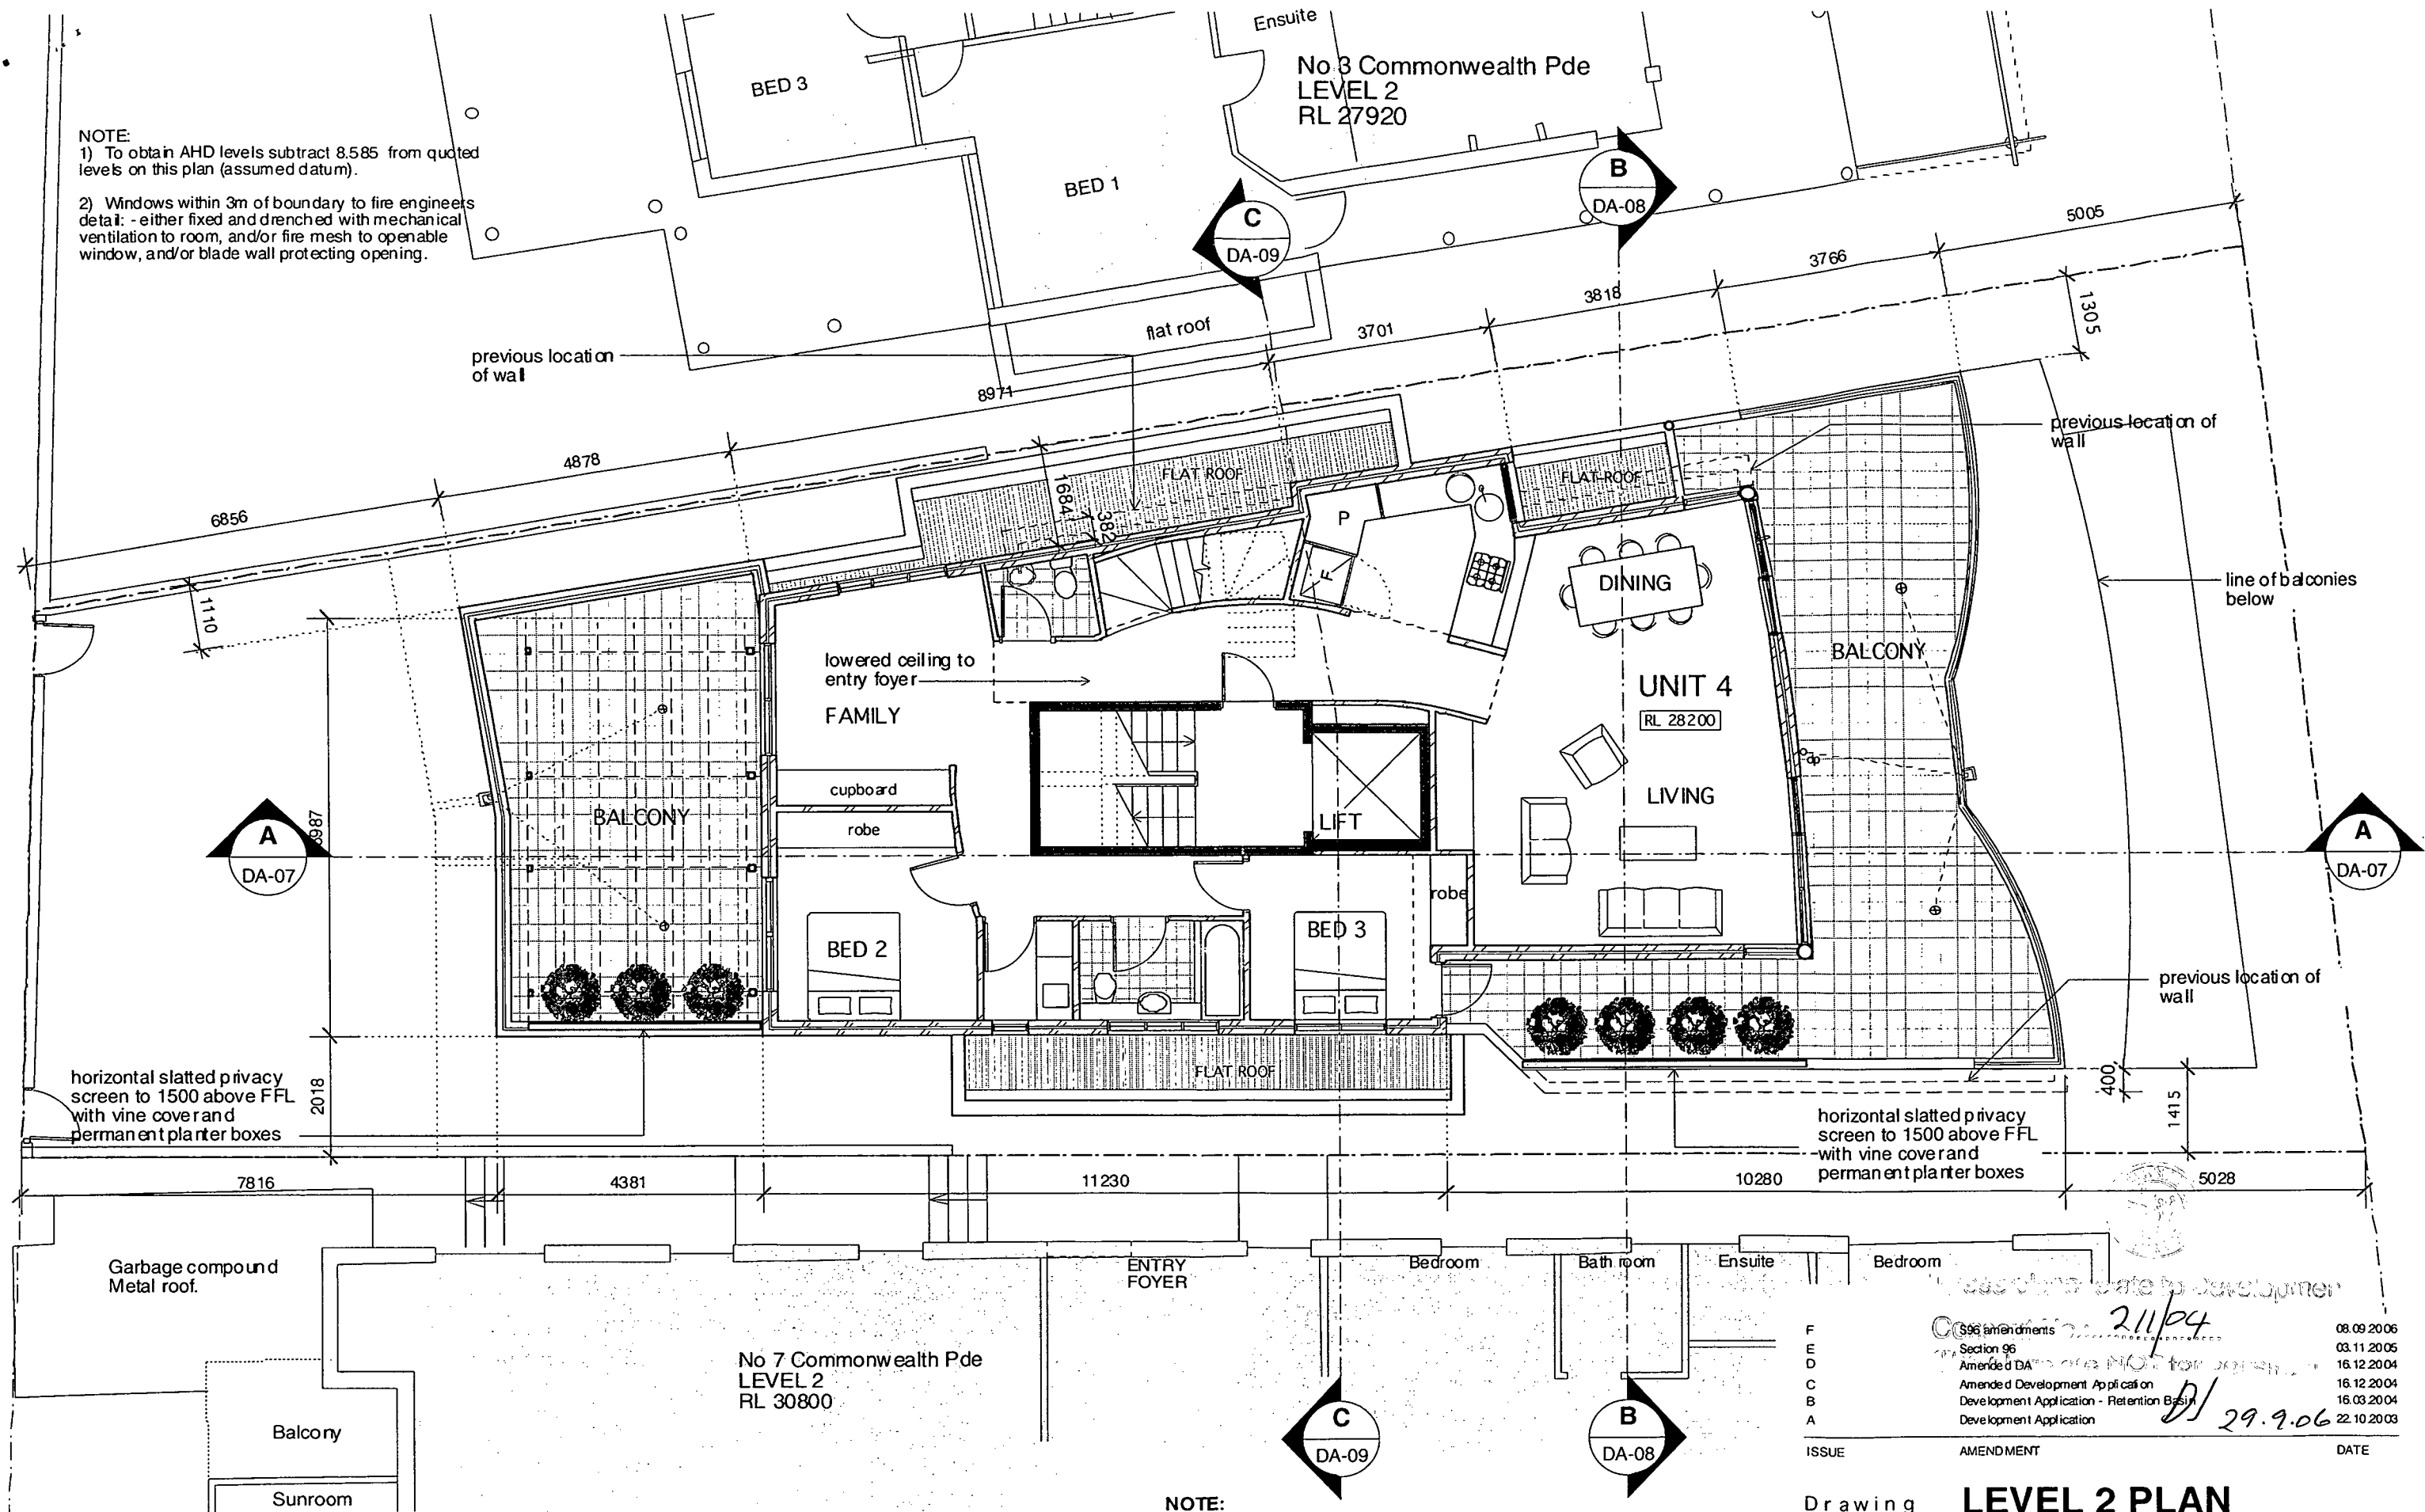 Ensuite
BED 3
No 3 Commonwealth Pde
LEVEL 2
RL 27920
NOTE:
1) To obtain AHD levels subtract 8.585 from quoted
levels on this plan (assumed datum).
2) Windows within 3m of boundary to fire engineers
detail: - either fixed and drenched with mechanical
ventilation to room, and/or fire mesh to openable
window, and/or blade wall protecting opening.
BED 1
B
DA-08
C
DA-09
5005
3766
3818
1305
3701
flat roof
previous location
of wall
8971
4878
6856
previous location of
wall
FLAT ROOF
FLAT ROOF
1684
382
P
F
DINING
line of balconies
below
1110
BALCONY
lowered ceiling to
entry foyer
FAMILY
UNIT 4
RL 28200
cupboard
robe
LIVING
LIFT
BALCONY
A
DA-07
A
DA-07
robe
BED 2
BED 3
dp
previous location of
wall
FLAT ROOF
horizontal slatted privacy
screen to 1500 above FFL
with vine cover and
permanent planter boxes
2018
400
1415
horizontal slatted privacy
screen to 1500 above FFL
with vine cover and
permanent planter boxes
7816
4381
11230
10280
5028
Garbage compound
Metal roof.
ENTRY
FOYER
Bedroom
Bath room
Ensuite
Bedroom
No 7 Commonwealth Pde
LEVEL 2
RL 30800
Balcony
Sunroom
C
DA-09
B
DA-08
211/04
F S96 amendments 08.09.2006
E Section 96 03.11.2005
D Amended DA 16.12.2004
C Amended Development Application 16.12.2004
B Development Application - Retention Basin 16.03.2004
A Development Application 22.10.2003
29.9.06
ISSUE AMENDMENT DATE
NOTE:
Drawing LEVEL 2 PLAN